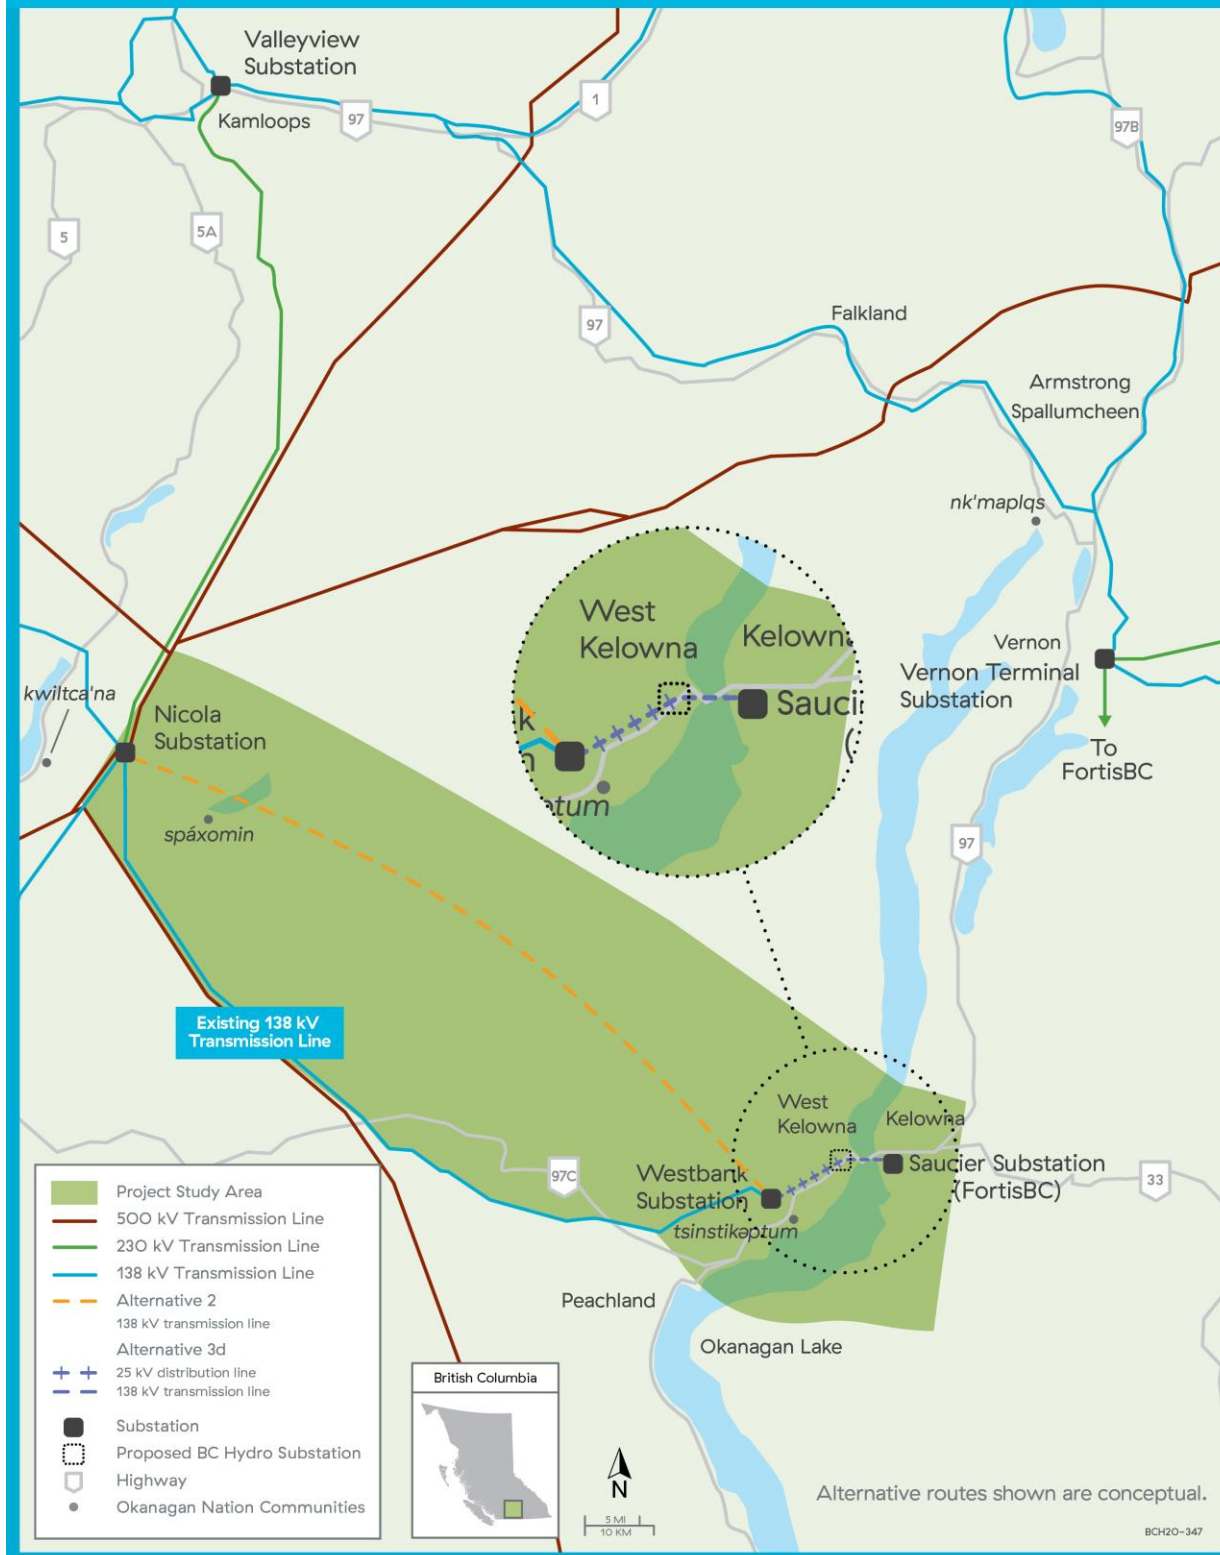 Valleyview
Substation
Kamloops
97
1
97B
5
5A
97
Falkland
Armstrong
Spallumcheen
nk'maplqs
West
Kelowna
Kelowna
Vernon
Vernon Terminal
Substation
kwiltca'na
Nicola
Substation
k
n
Sauci
(
ptum
To
FortisBC
spáxomin
97
Existing 138 kV
Transmission Line
West
Kelowna
Kelowna
97C
Westbank
Substation
Saucier Substation
(FortisBC)
33
tsinstikəptum
Peachland
Okanagan Lake
Project Study Area
500 kV Transmission Line
230 kV Transmission Line
138 kV Transmission Line
Alternative 2
138 kV transmission line
Alternative 3d
25 kV distribution line
138 kV transmission line
Substation
Proposed BC Hydro Substation
Highway
Okanagan Nation Communities
British Columbia
N
5 MI
10 KM
Alternative routes shown are conceptual.
BCH20-347